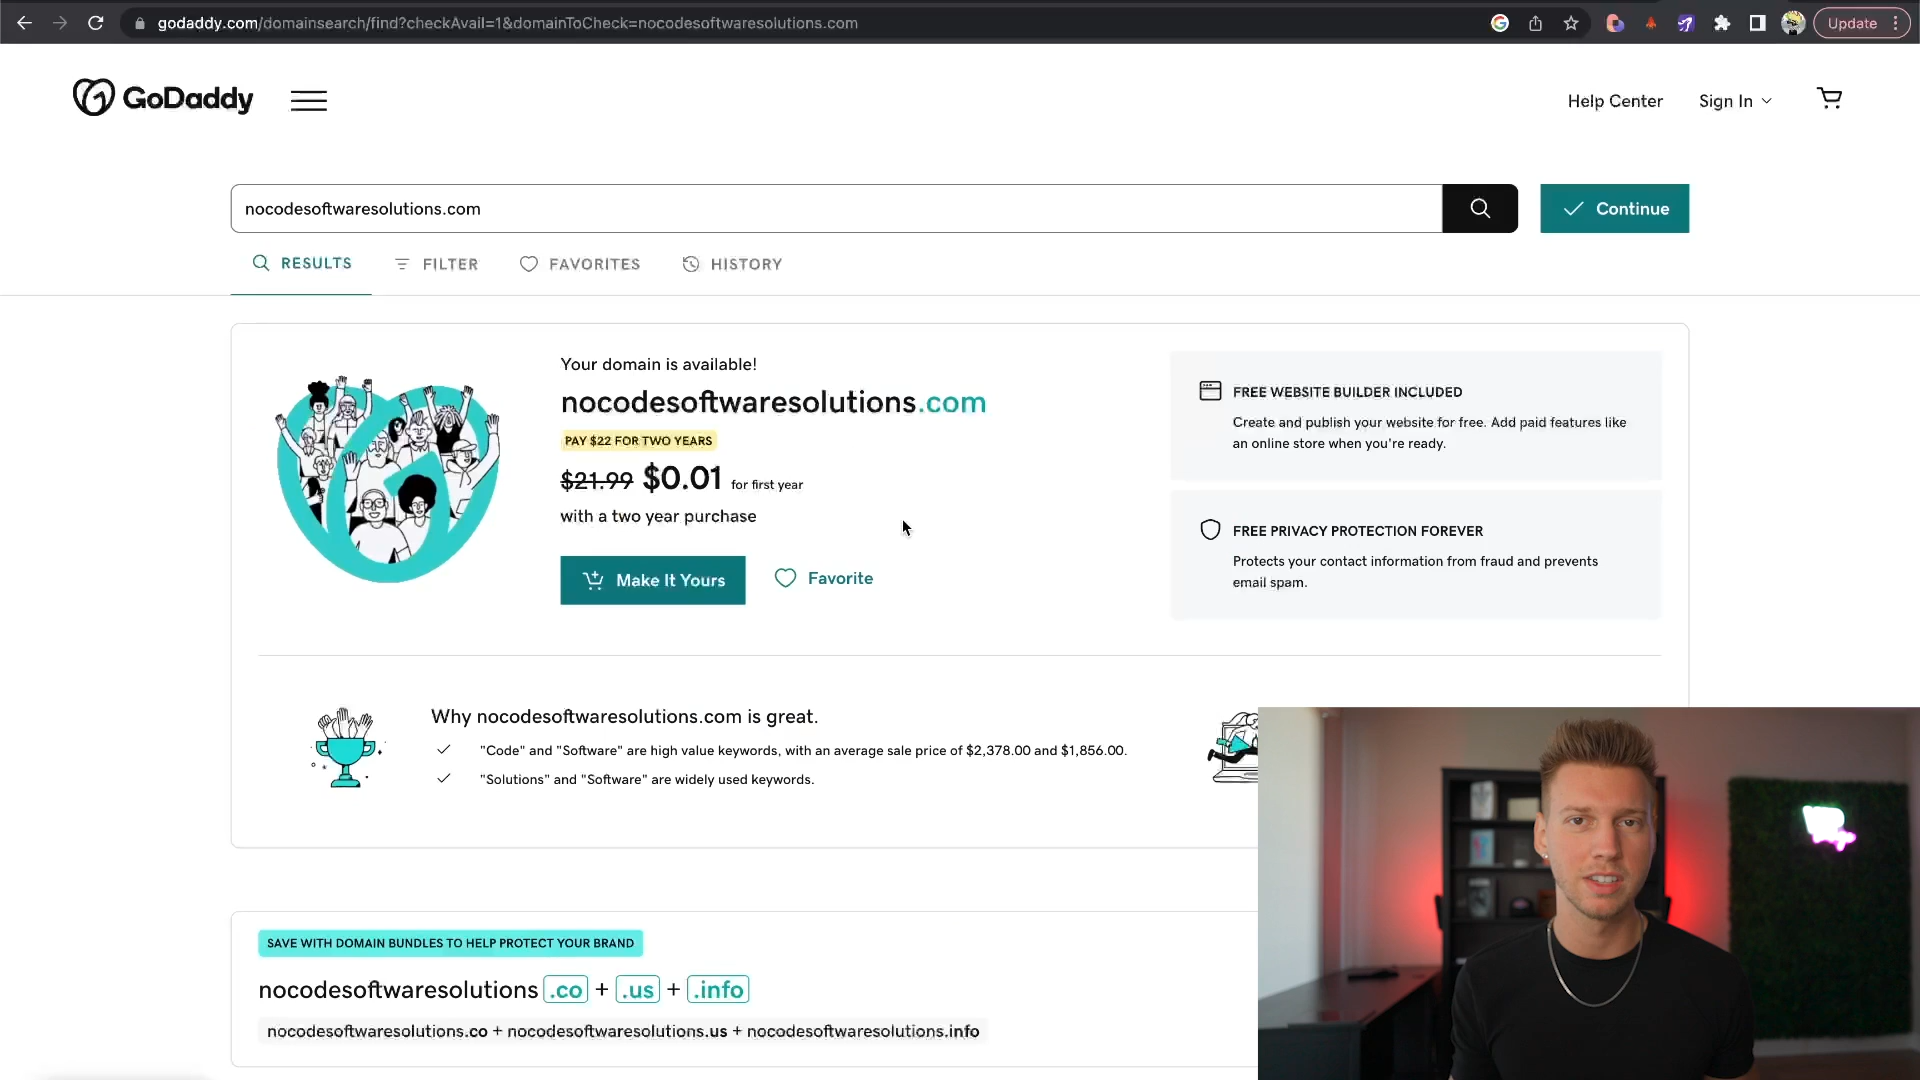 godaddy.com/domainsearch/find?checkAvail=1&domainToCheck=nocodesoftwaresolutions.com
Update
GoDaddy
Help Center
Sign In
nocodesoftwaresolutions.com
Continue
RESULTS
FILTER
FAVORITES
HISTORY
Your domain is available!
nocodesoftwaresolutions.com
PAY $22 FOR TWO YEARS
$21.99 $0.01 for first year
with a two year purchase
Make It Yours
Favorite
FREE WEBSITE BUILDER INCLUDED
Create and publish your website for free. Add paid features like
an online store when you're ready.
FREE PRIVACY PROTECTION FOREVER
Protects your contact information from fraud and prevents
email spam.
Why nocodesoftwaresolutions.com is great.
"Code" and "Software" are high value keywords, with an average sale price of $2,378.00 and $1,856.00.
"Solutions" and "Software" are widely used keywords.
SAVE WITH DOMAIN BUNDLES TO HELP PROTECT YOUR BRAND
nocodesoftwaresolutions .co + .us + .info
nocodesoftwaresolutions.co + nocodesoftwaresolutions.us + nocodesoftwaresolutions.info